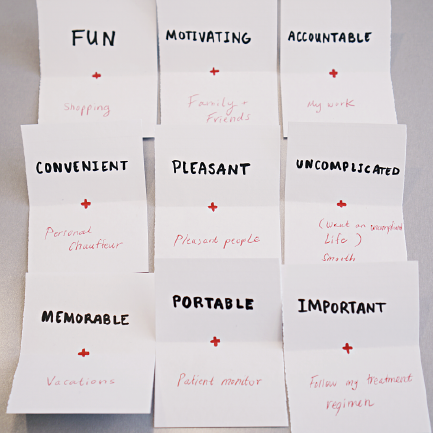 FUN
+
Shopping
MOTIVATING
+
Family +
Friends
ACCOUNTABLE
+
My work
CONVENIENT
+
Personal
Chauffeur
PLEASANT
+
Pleasant people
UNCOMPLICATED
+
(Want an uncomplicated
Life )
Smooth
MEMORABLE
+
Vacations
PORTABLE
+
Patient monitor
IMPORTANT
+
Follow my treatment
regimen